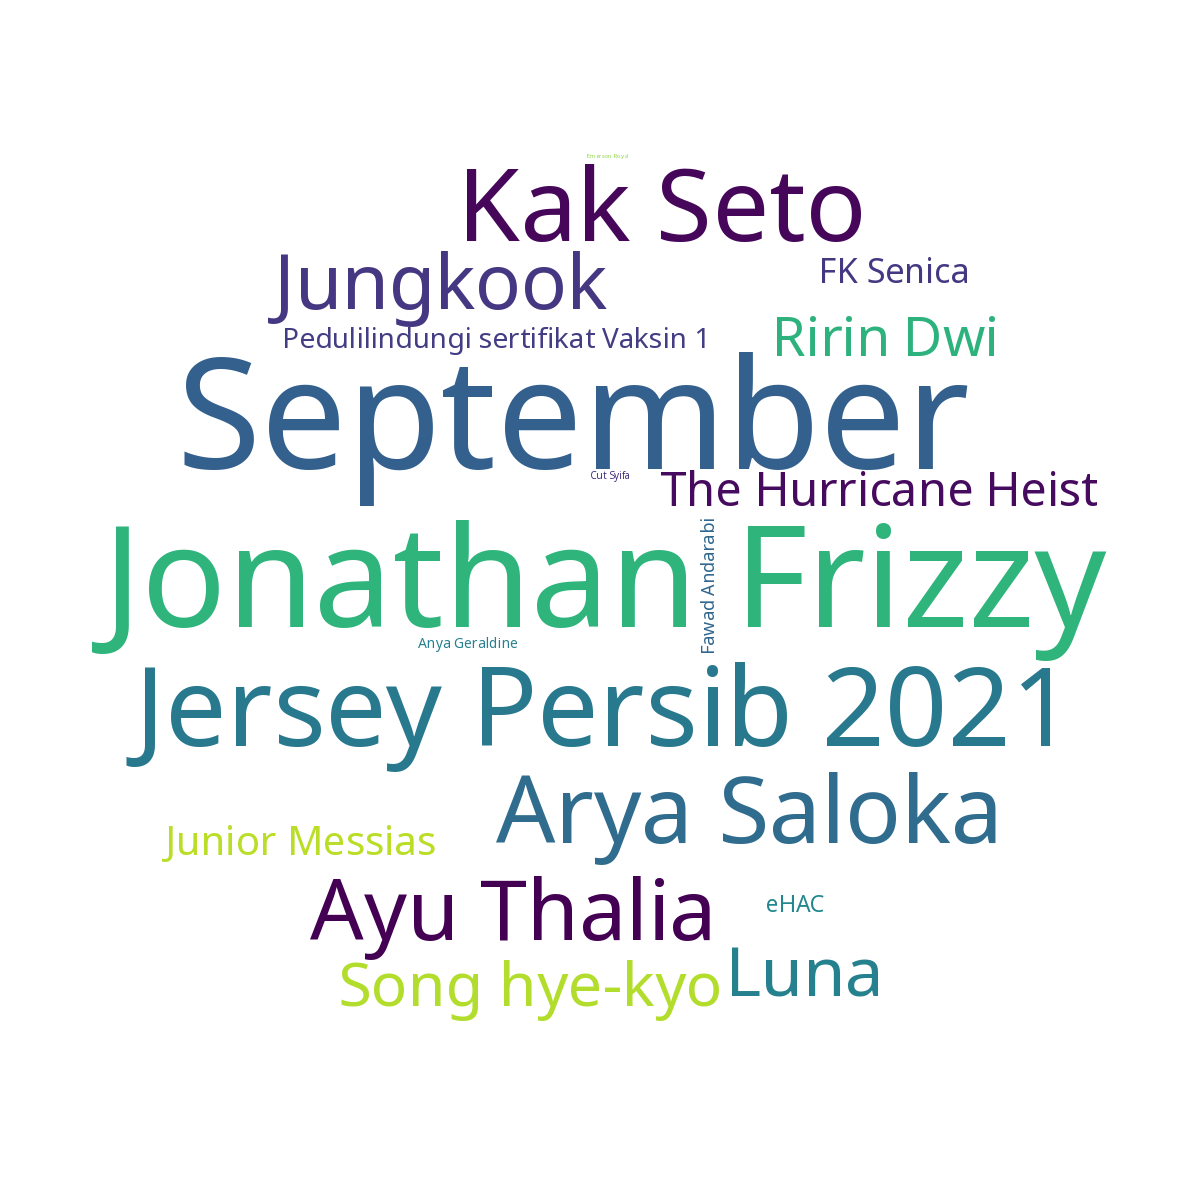 Emerson Royal
Kak Seto
Jungkook
FK Senica
Pedulilindungi sertifikat Vaksin 1
Ririn Dwi
September
Cut Syifa
The Hurricane Heist
Jonathan Frizzy
Fawad Andarabi
Anya Geraldine
Jersey Persib 2021
Arya Saloka
Junior Messias
Ayu Thalia
eHAC
Song hye-kyo
Luna